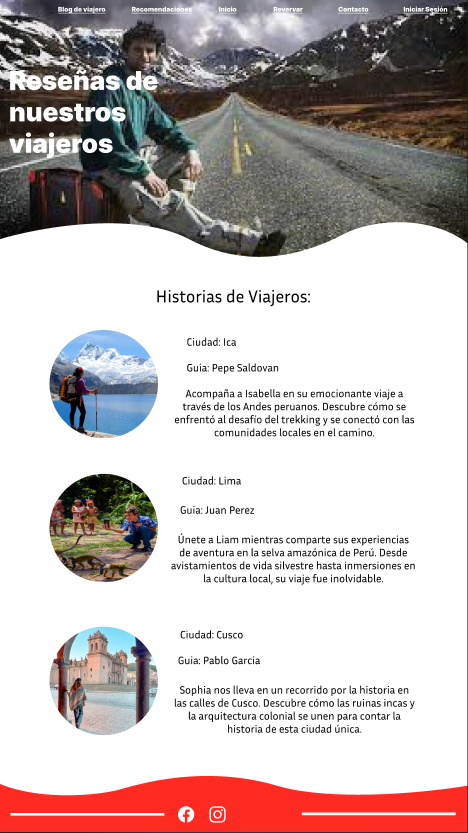 Blog de viajero Recomendaciones Inicio Revervar Contacto Iniciar Sesión
Reseñas de
nuestros
viajeros
Historias de Viajeros:
Ciudad: Ica
Guia: Pepe Saldovan
Acompaña a Isabella en su emocionante viaje a
través de los Andes peruanos. Descubre cómo se
enfrentó al desafío del trekking y se conectó con las
comunidades locales en el camino.
Ciudad: Lima
Guia: Juan Perez
Únete a Liam mientras comparte sus experiencias
de aventura en la selva amazónica de Perú. Desde
avistamientos de vida silvestre hasta inmersiones en
la cultura local, su viaje fue inolvidable.
Ciudad: Cusco
Guia: Pablo Garcia
Sophia nos lleva en un recorrido por la historia en
las calles de Cusco. Descubre cómo las ruinas incas y
la arquitectura colonial se unen para contar la
historia de esta ciudad única.